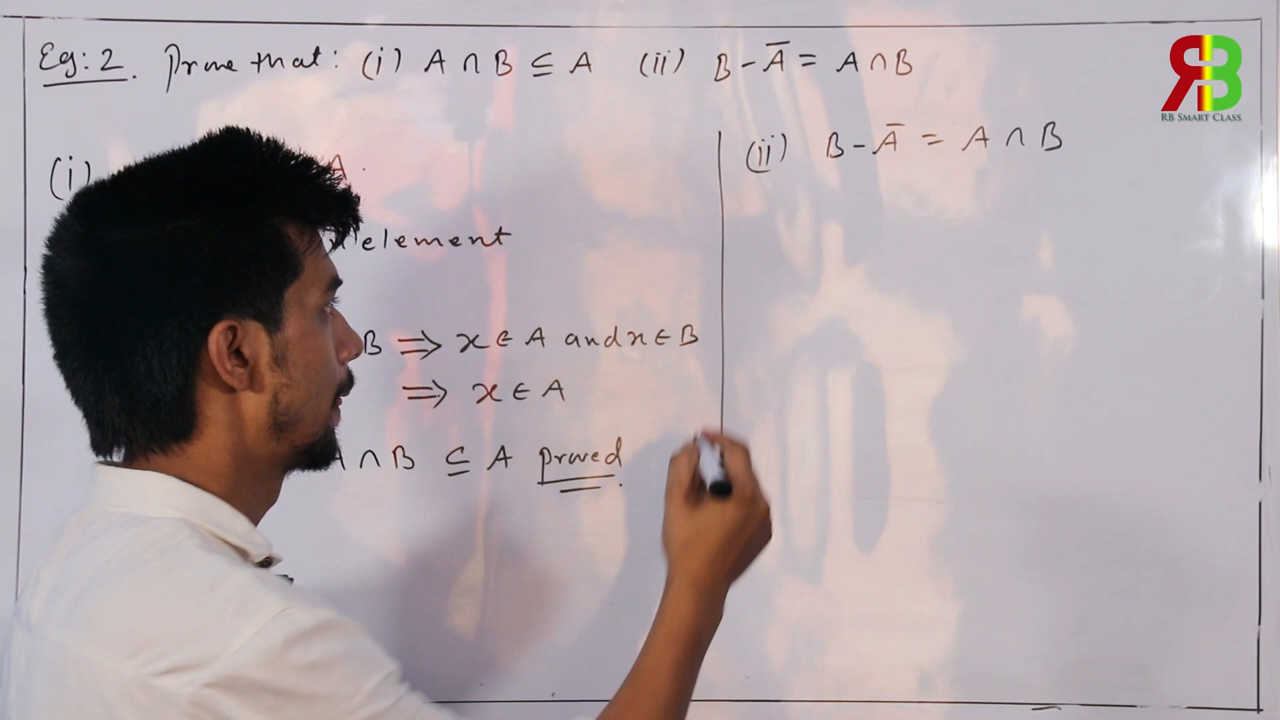 Eg: 2. Prove that: (i) A ∩ B ⊆ A (ii) B - A̅ = A ∩ B
RB SMART CLASS
(i) A.
element
B ⇒ x ∈ A and x ∈ B
⇒ x ∈ A
A ∩ B ⊆ A proved.
(ii) B - A̅ = A ∩ B